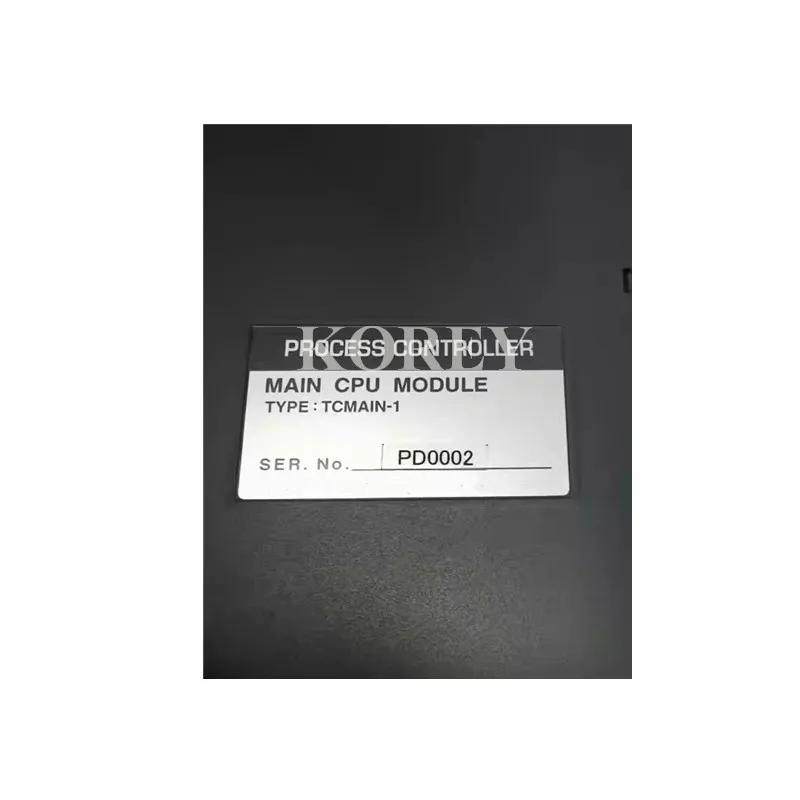 KOREY
PROCESS CONTROLLER
MAIN CPU MODULE
TYPE : TCMAIN-1
SER. No. PD0002